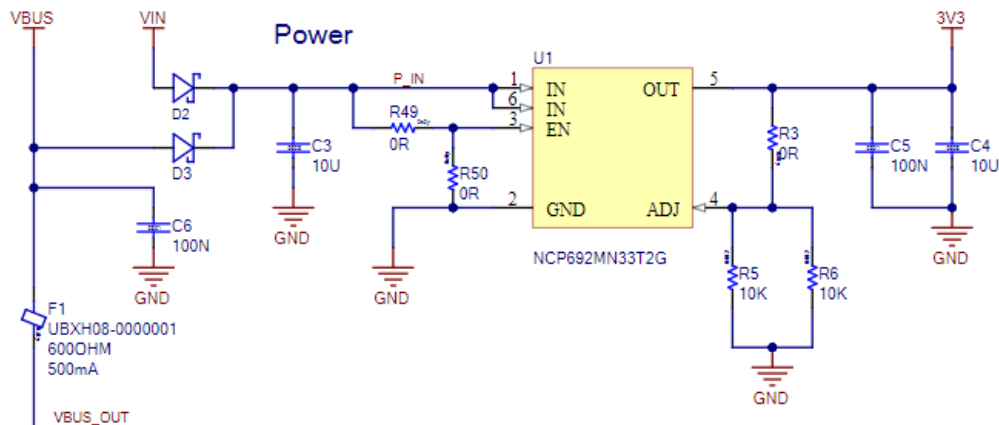 VBUS
VIN
Power
3V3
U1
P_IN
1
IN
OUT
5
6
IN
D2
R49
3
EN
0R
R3
0R
C3
10U
C5
100N
C4
10U
D3
R50
0R
2
GND
ADJ
4
C6
100N
GND
GND
NCP692MN33T2G
R5
10K
R6
10K
GND
GND
GND
F1
UBXH08-0000001
600OHM
500mA
GND
VBUS_OUT